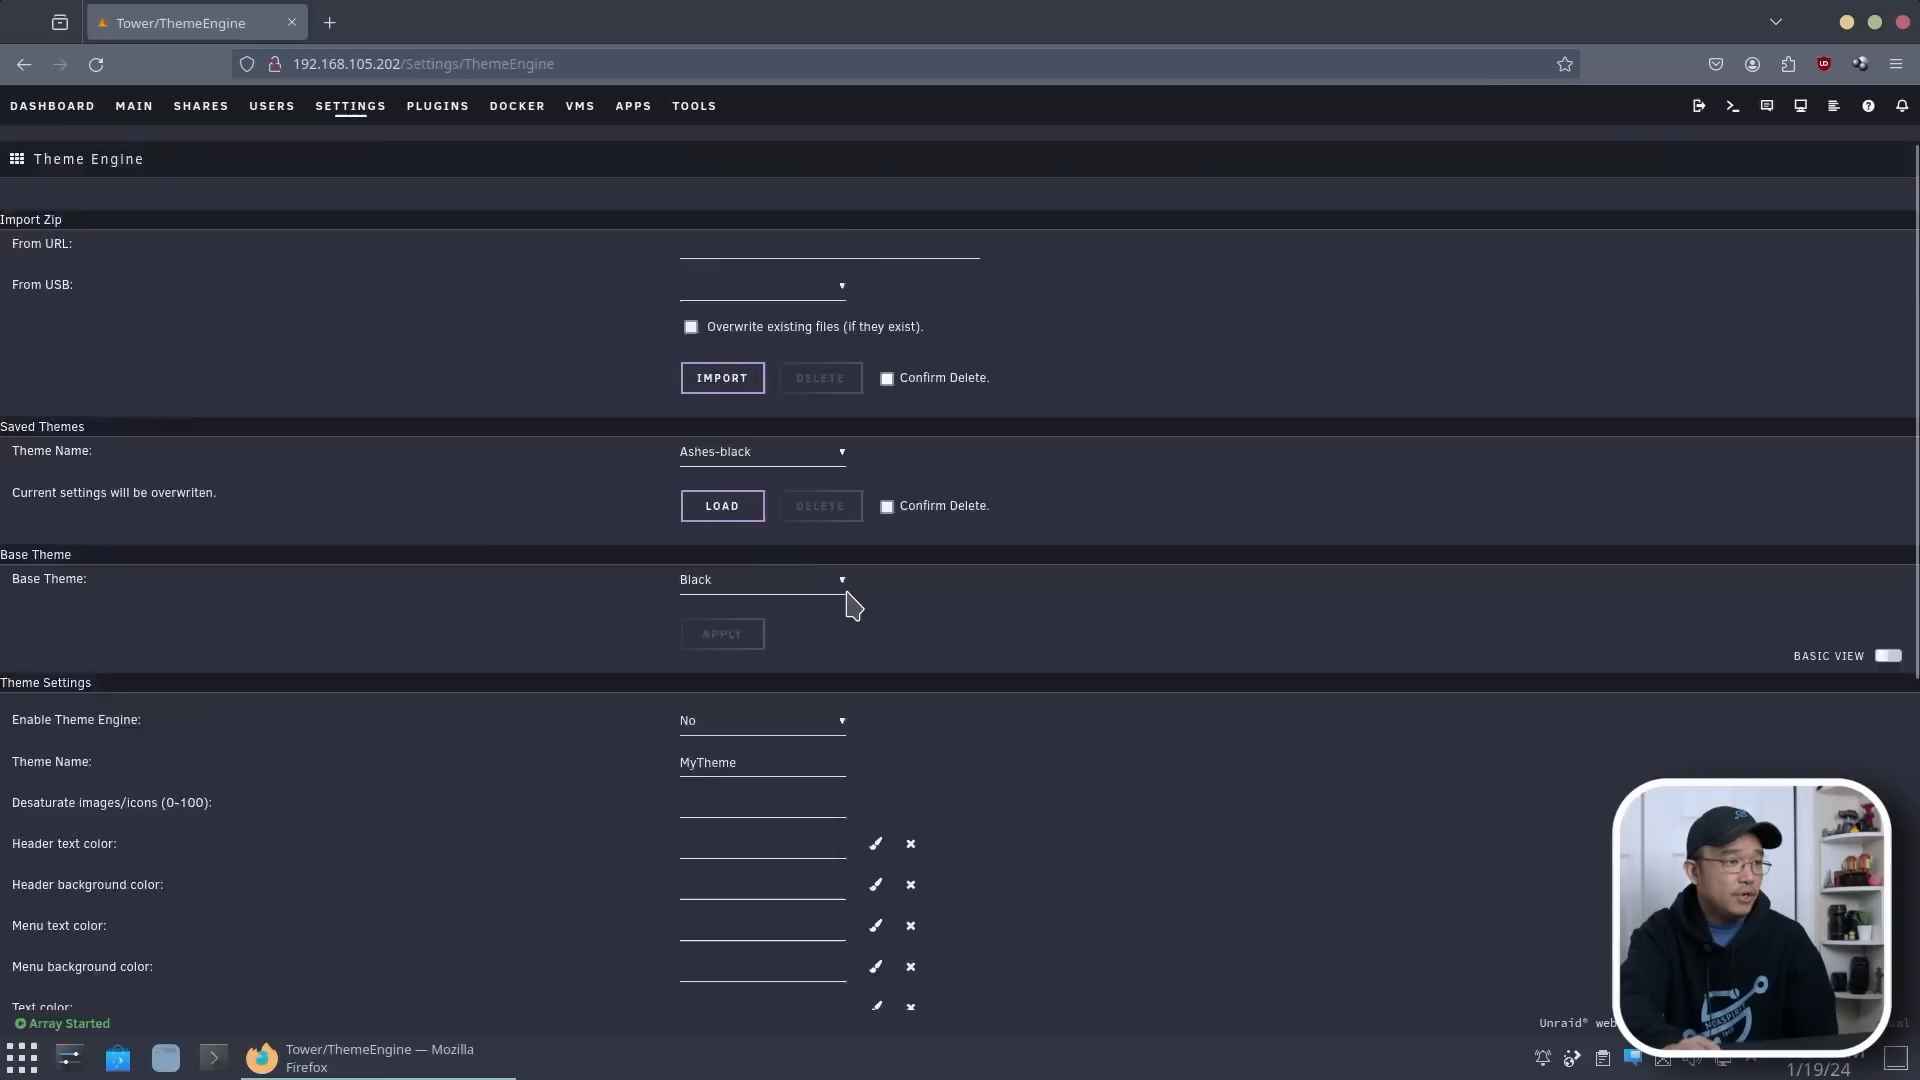 Tower/ThemeEngine
192.168.105.202/Settings/ThemeEngine
DASHBOARD MAIN SHARES USERS SETTINGS PLUGINS DOCKER VMS APPS TOOLS
Theme Engine
Import Zip
From URL:
From USB:
Overwrite existing files (if they exist).
IMPORT DELETE Confirm Delete.
Saved Themes
Theme Name: Ashes-black
Current settings will be overwriten.
LOAD DELETE Confirm Delete.
Base Theme
Base Theme: Black
APPLY
BASIC VIEW
Theme Settings
Enable Theme Engine: No
Theme Name: MyTheme
Desaturate images/icons (0-100):
Header text color:
Header background color:
Menu text color:
Menu background color:
Text color:
Array Started
Unraid® web
Tower/ThemeEngine — Mozilla
Firefox
1/19/24